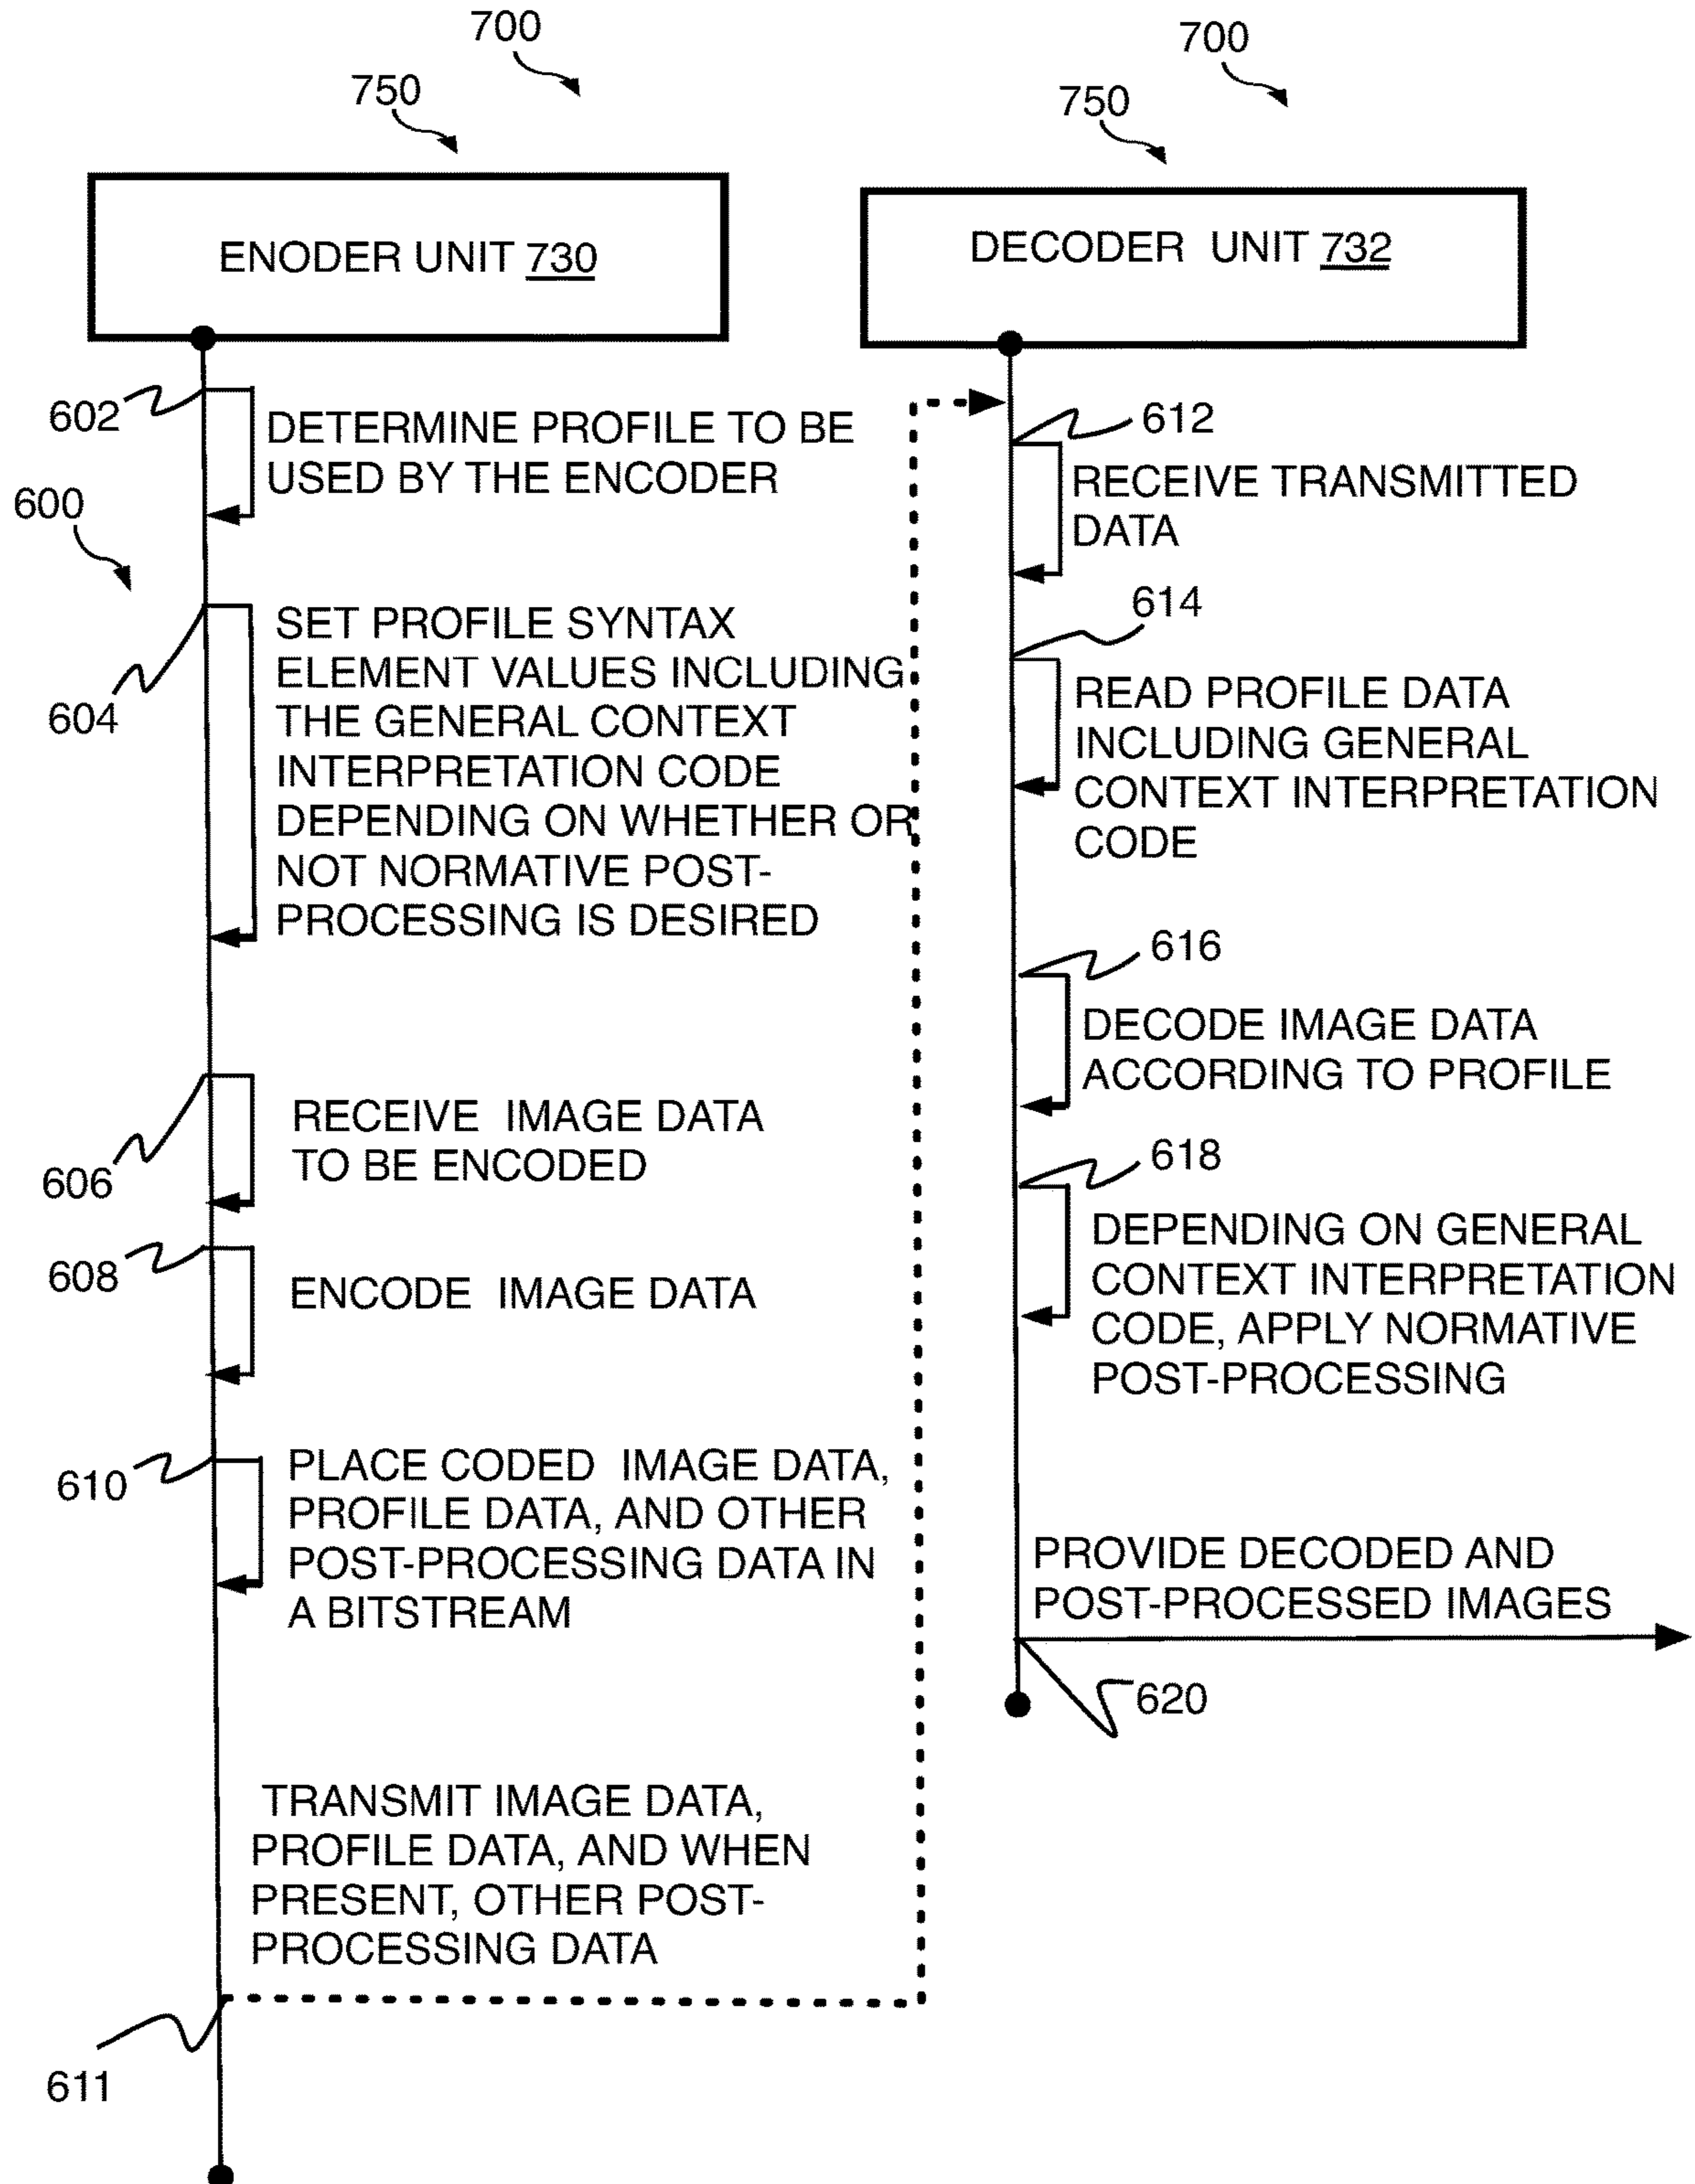 700
750
ENODER UNIT 730
602
DETERMINE PROFILE TO BE
USED BY THE ENCODER
600
604
SET PROFILE SYNTAX
ELEMENT VALUES INCLUDING
THE GENERAL CONTEXT
INTERPRETATION CODE
DEPENDING ON WHETHER OR
NOT NORMATIVE POST-
PROCESSING IS DESIRED
606
RECEIVE IMAGE DATA
TO BE ENCODED
608
ENCODE IMAGE DATA
610
PLACE CODED IMAGE DATA,
PROFILE DATA, AND OTHER
POST-PROCESSING DATA IN
A BITSTREAM
TRANSMIT IMAGE DATA,
PROFILE DATA, AND WHEN
PRESENT, OTHER POST-
PROCESSING DATA
611
700
750
DECODER UNIT 732
612
RECEIVE TRANSMITTED
DATA
614
READ PROFILE DATA
INCLUDING GENERAL
CONTEXT INTERPRETATION
CODE
616
DECODE IMAGE DATA
ACCORDING TO PROFILE
618
DEPENDING ON GENERAL
CONTEXT INTERPRETATION
CODE, APPLY NORMATIVE
POST-PROCESSING
PROVIDE DECODED AND
POST-PROCESSED IMAGES
620